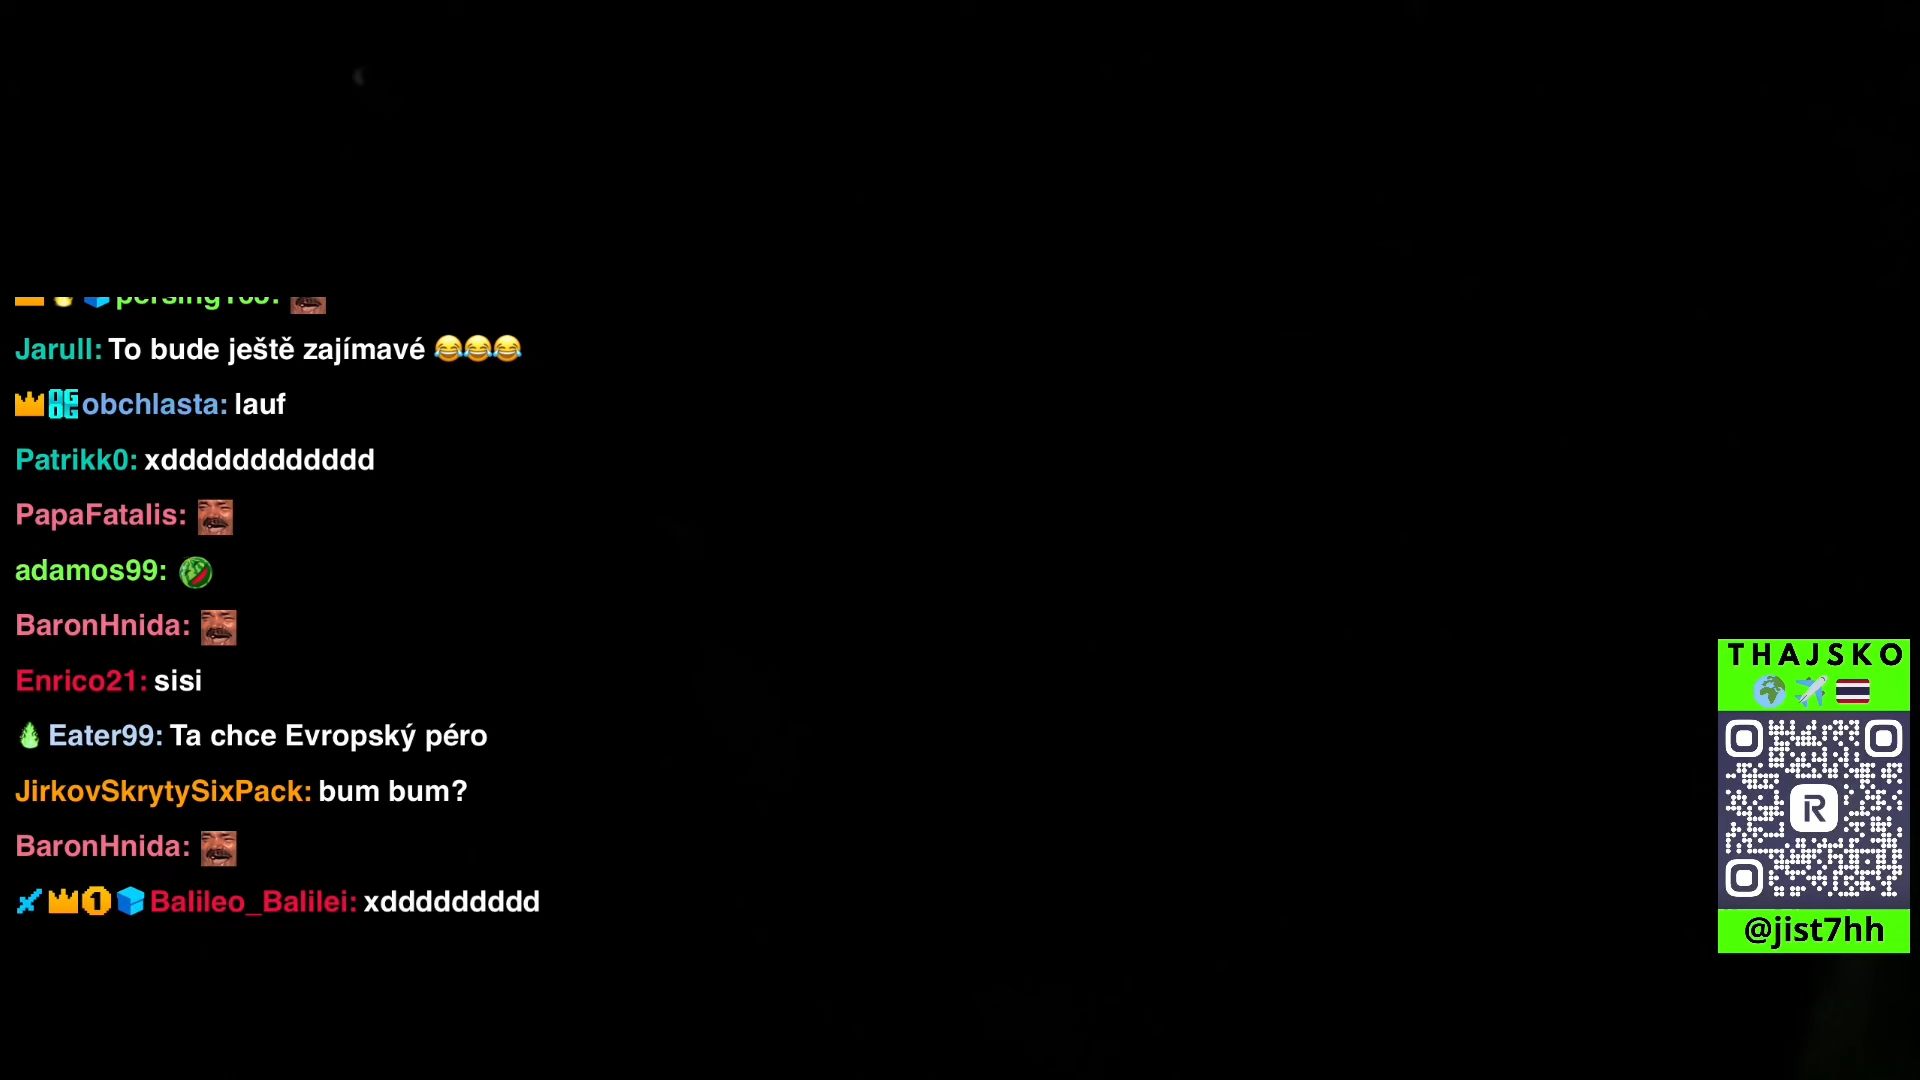 Jarull: To bude ještě zajímavé 😂😂😂
obchlasta: lauf
Patrikk0: xdddddddddddd
PapaFatalis:
adamos99:
BaronHnida:
Enrico21: sisi
Eater99: Ta chce Evropský péro
JirkovSkrytySixPack: bum bum?
BaronHnida:
Balileo_Balilei: xdddddddddd
THAJSKO
R
@jist7hh